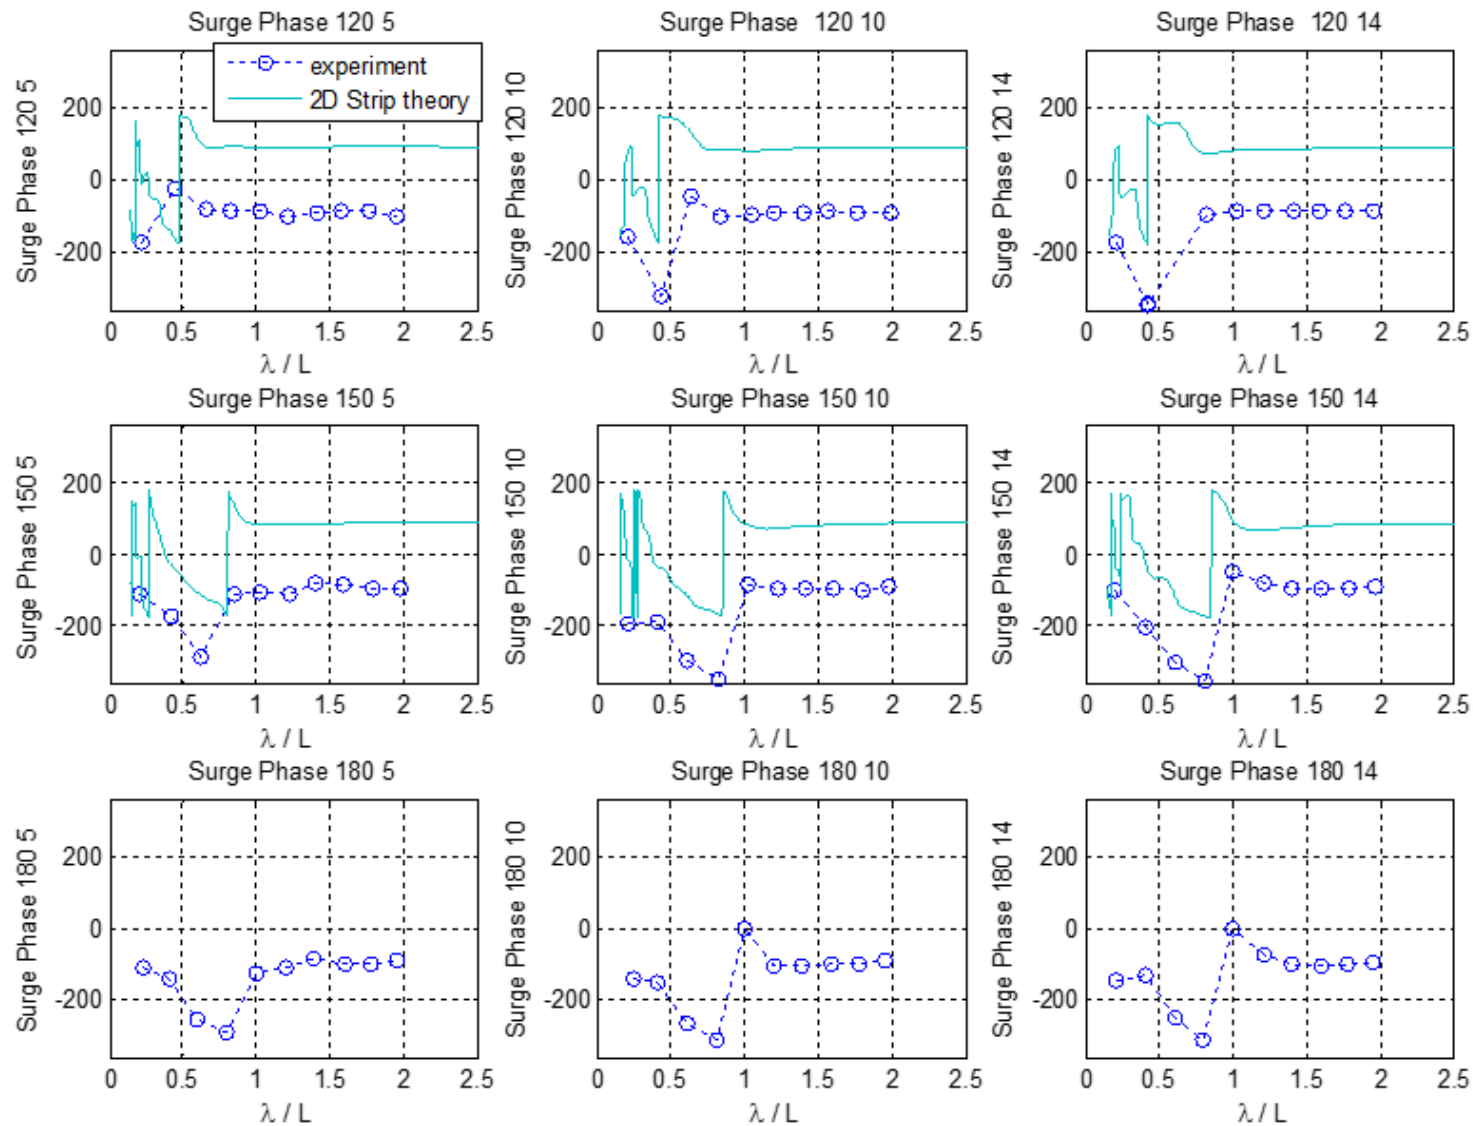 Surge Phase 120 5
Surge Phase  120 10
Surge Phase  120 14
experiment
2D Strip theory
Surge Phase 120 5
200
0
-200
0 0.5 1 1.5 2 2.5
λ / L
Surge Phase 120 10
200
0
-200
0 0.5 1 1.5 2 2.5
λ / L
Surge Phase 120 14
200
0
-200
0 0.5 1 1.5 2 2.5
λ / L
Surge Phase 150 5
Surge Phase 150 10
Surge Phase 150 14
Surge Phase 150 5
200
0
-200
0 0.5 1 1.5 2 2.5
λ / L
Surge Phase 150 10
200
0
-200
0 0.5 1 1.5 2 2.5
λ / L
Surge Phase 150 14
200
0
-200
0 0.5 1 1.5 2 2.5
λ / L
Surge Phase 180 5
Surge Phase 180 10
Surge Phase 180 14
Surge Phase 180 5
200
0
-200
0 0.5 1 1.5 2 2.5
λ / L
Surge Phase 180 10
200
0
-200
0 0.5 1 1.5 2 2.5
λ / L
Surge Phase 180 14
200
0
-200
0 0.5 1 1.5 2 2.5
λ / L